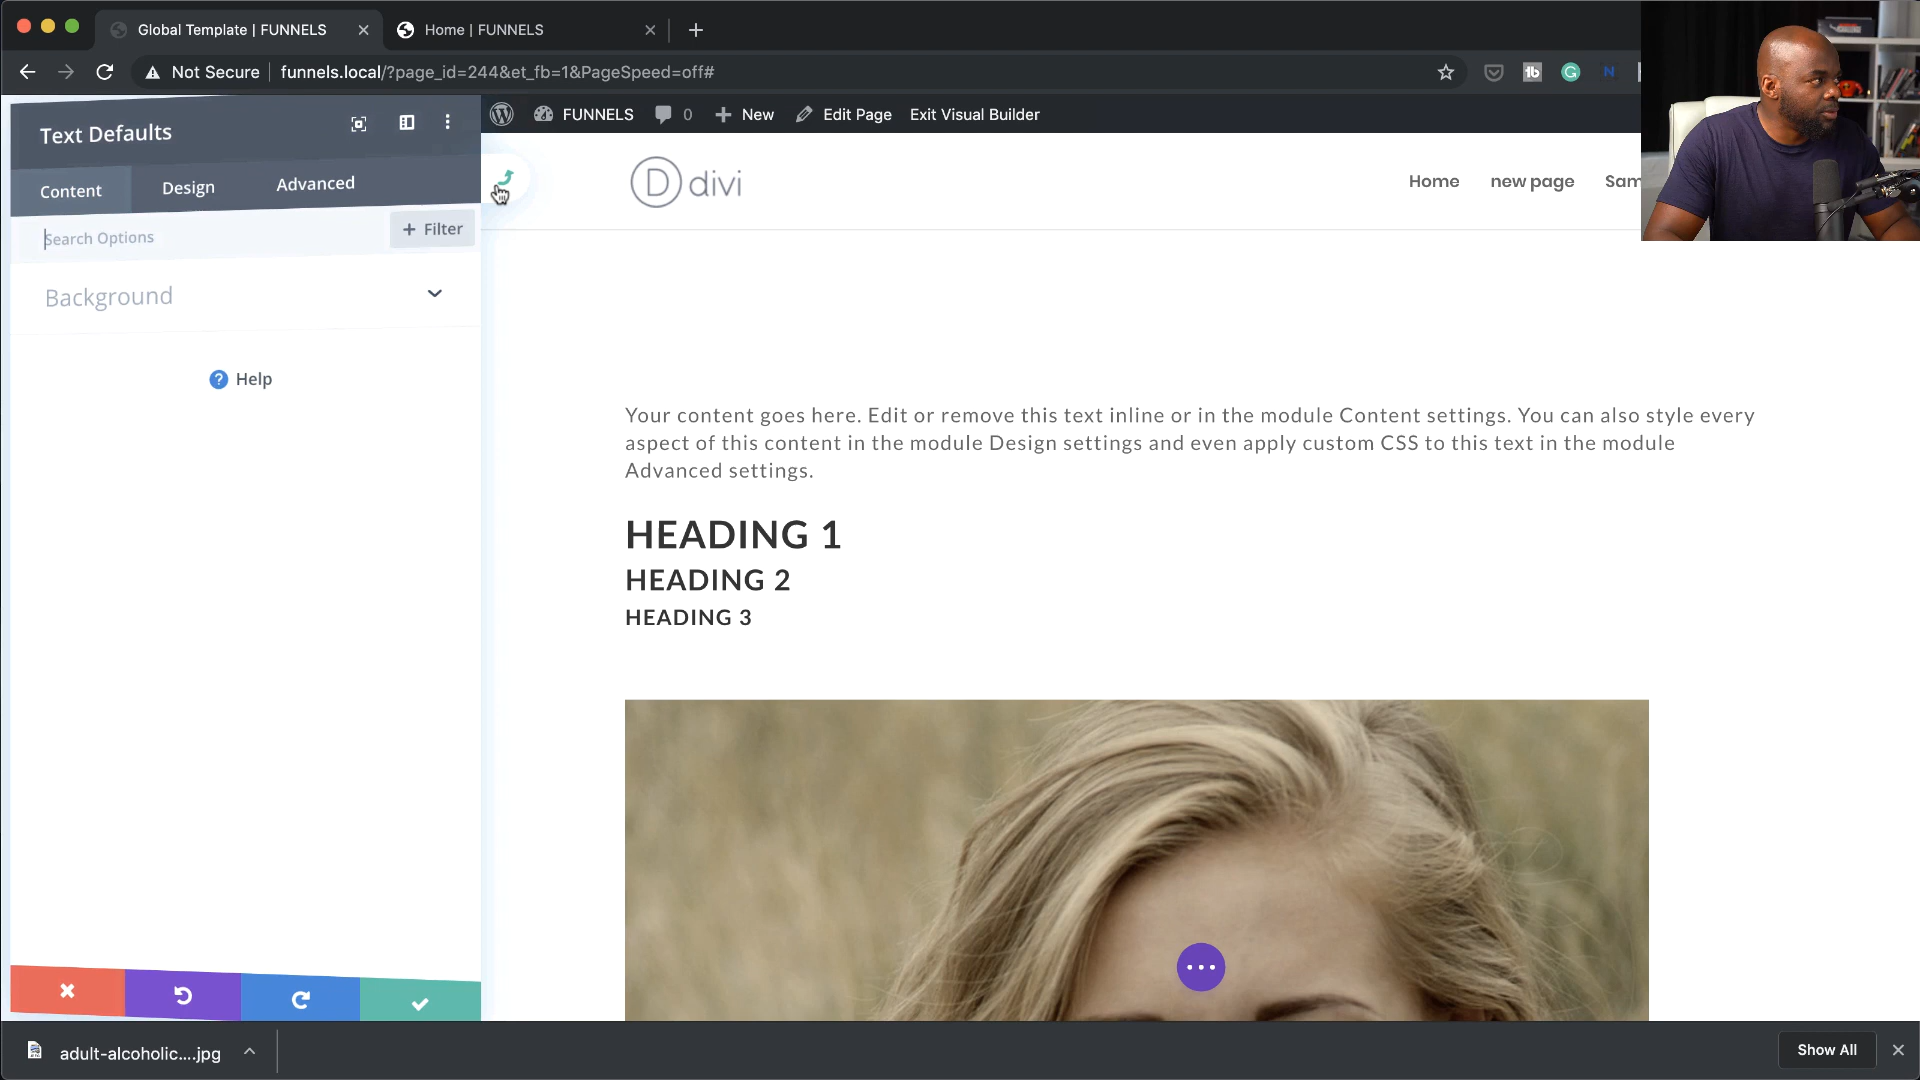 Global Template | FUNNELS
Home | FUNNELS
Not Secure
funnels.local/?page_id=244&et_fb=1&PageSpeed=off#
Text Defaults
FUNNELS
0
New
Edit Page
Exit Visual Builder
Content
Design
Advanced
divi
Home
new page
Sam
Search Options
+ Filter
Background
Help
Your content goes here. Edit or remove this text inline or in the module Content settings. You can also style every
aspect of this content in the module Design settings and even apply custom CSS to this text in the module
Advanced settings.
HEADING 1
HEADING 2
HEADING 3
adult-alcoholic....jpg
Show All